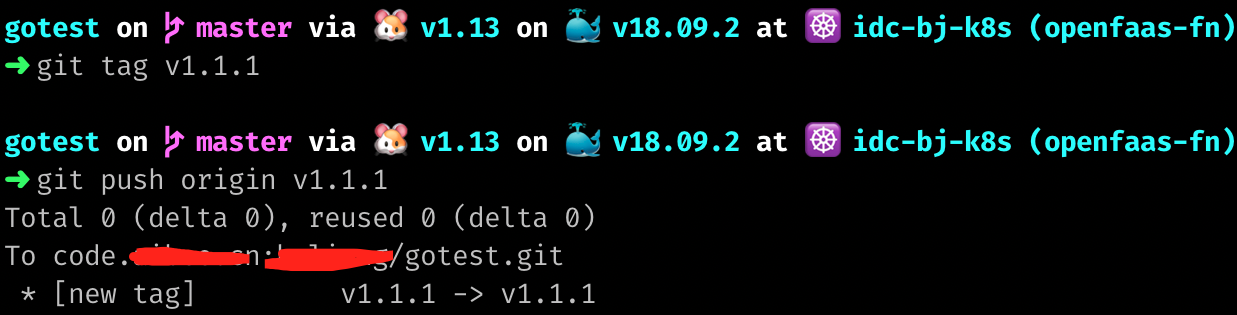 gotest on master via v1.13 on v18.09.2 at idc-bj-k8s (openfaas-fn)
➜ git tag v1.1.1
gotest on master via v1.13 on v18.09.2 at idc-bj-k8s (openfaas-fn)
➜ git push origin v1.1.1
Total 0 (delta 0), reused 0 (delta 0)
To code. n: g/gotest.git
* [new tag] v1.1.1 -> v1.1.1